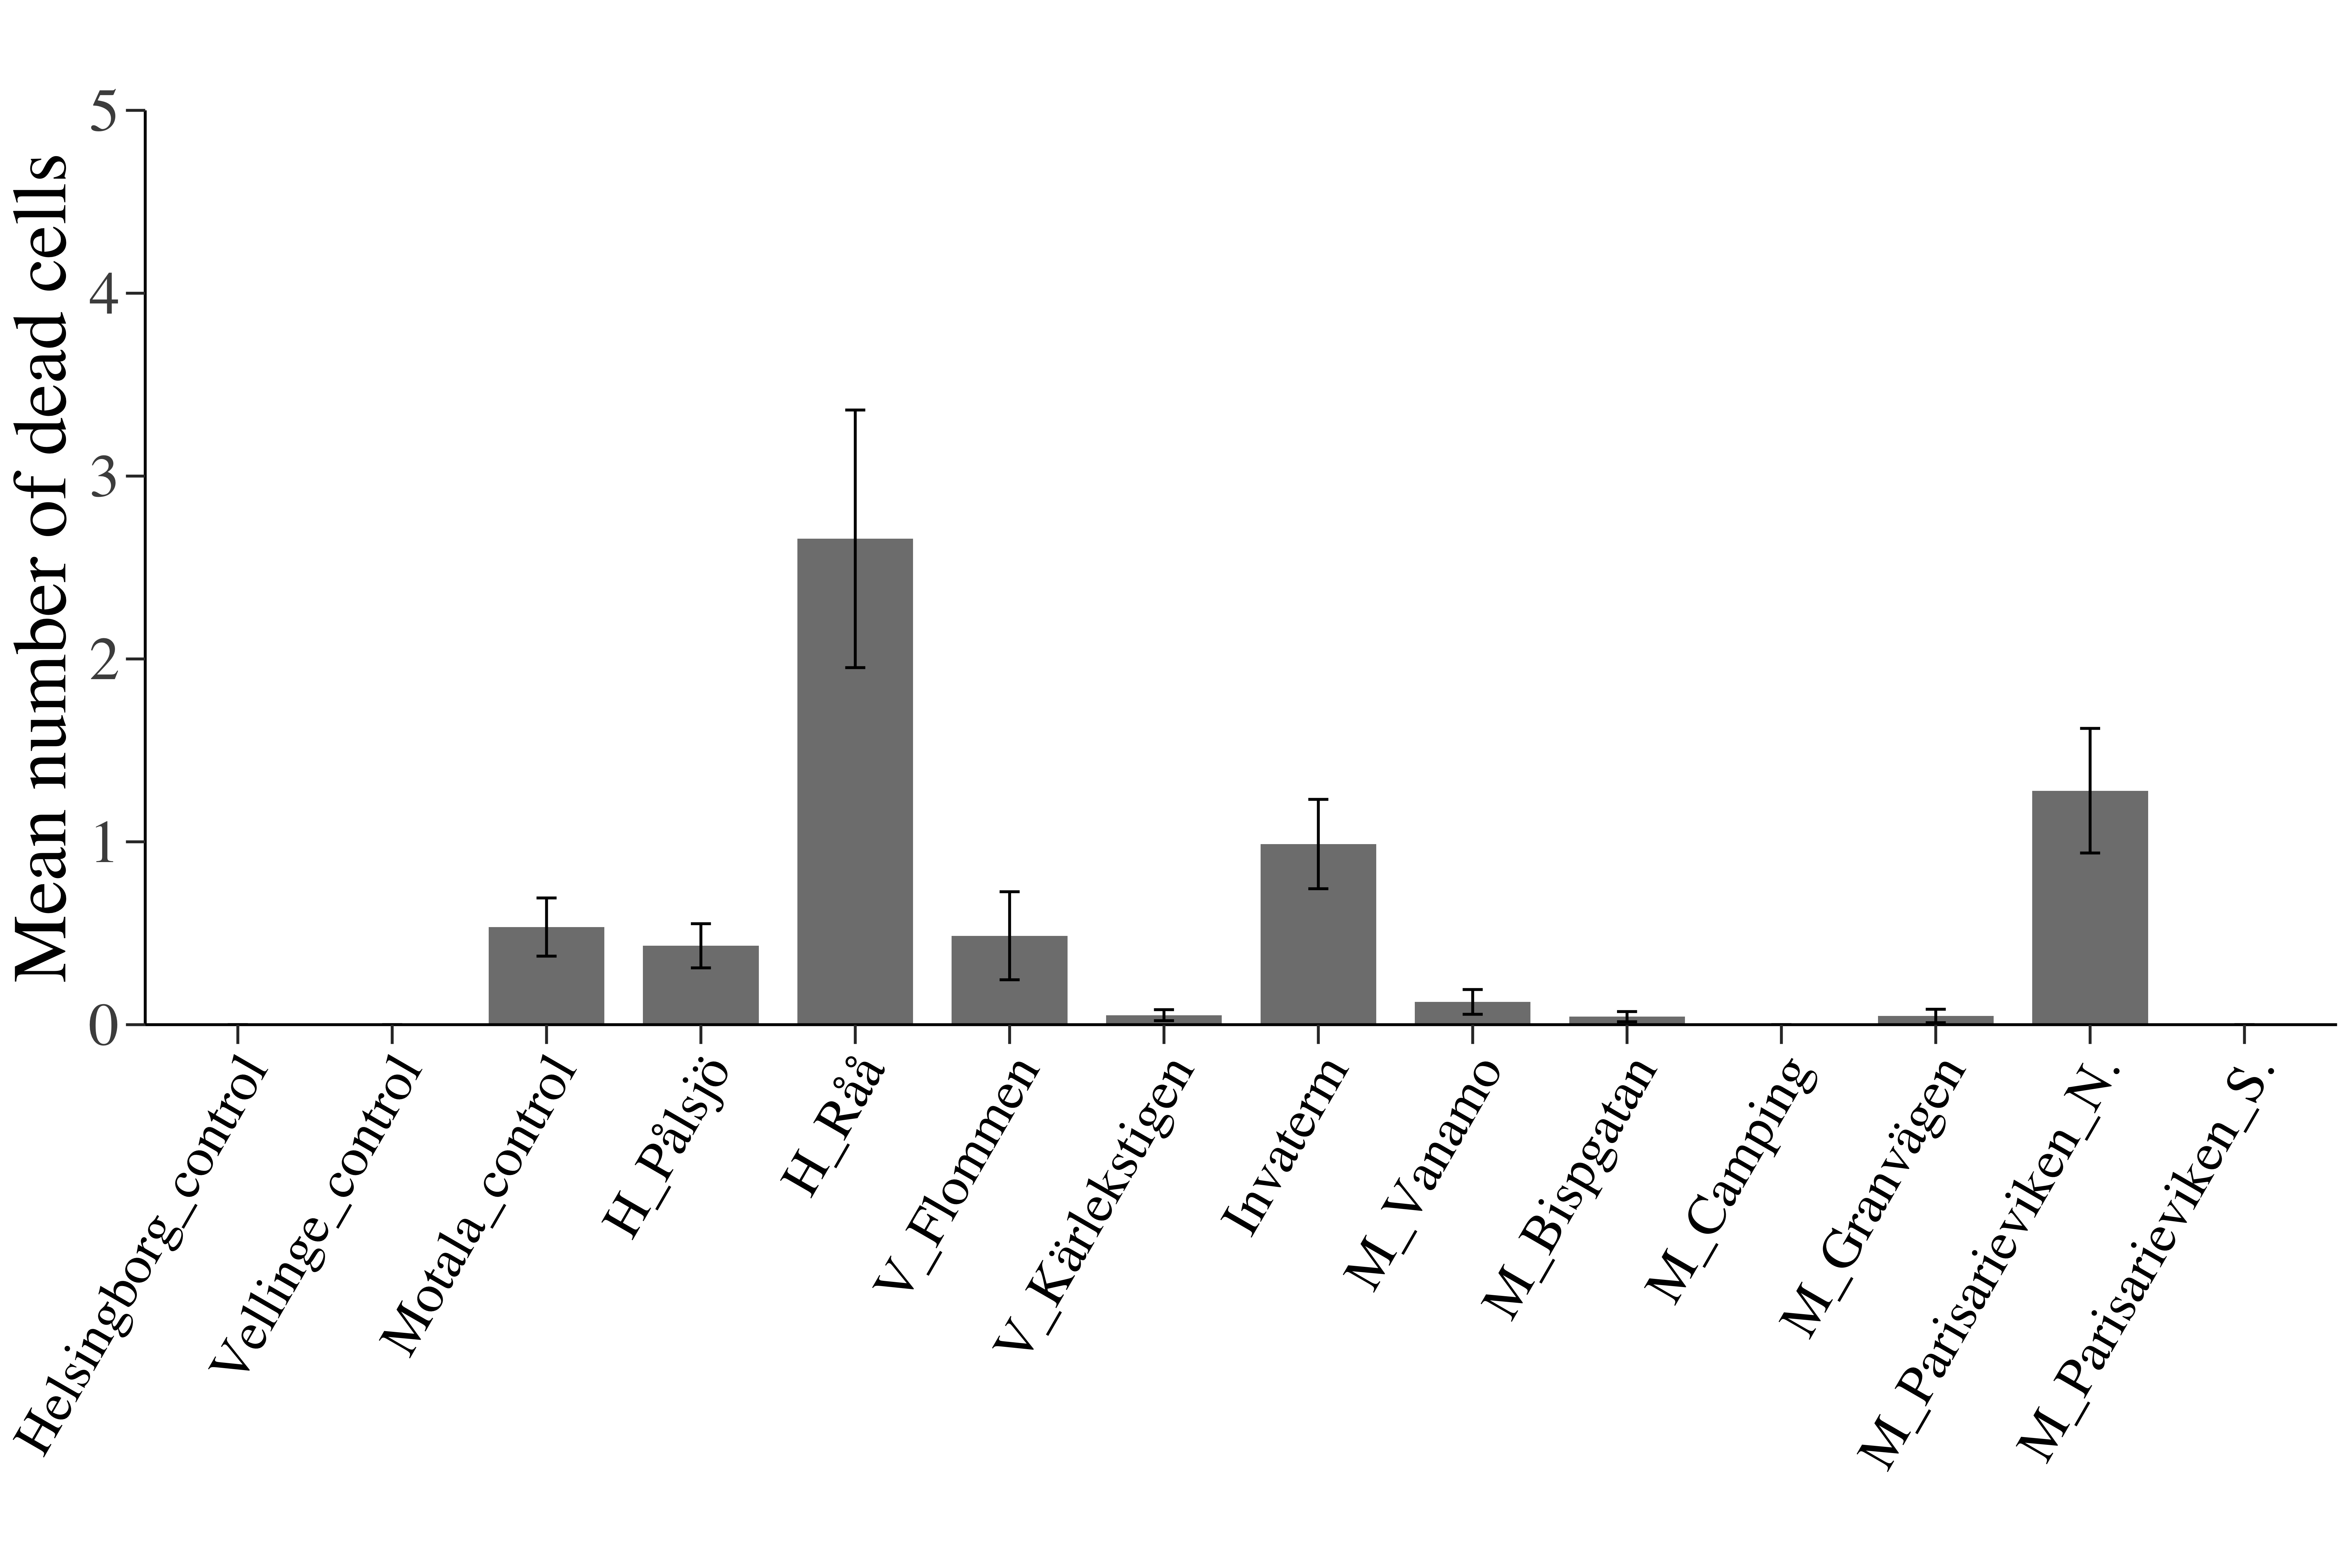 Mean number of dead cells
5
4
3
2
1
0
Helsingborg_control
Vellinge_control
Motala_control
H_Pålsjö
H_Råå
V_Flommen
V_Kärlekstigen
Invaterm
M_Vanamo
M_Bispgatan
M_Camping
M_Granvägen
M_Parisarieviken_N.
M_Parisarieviken_S.